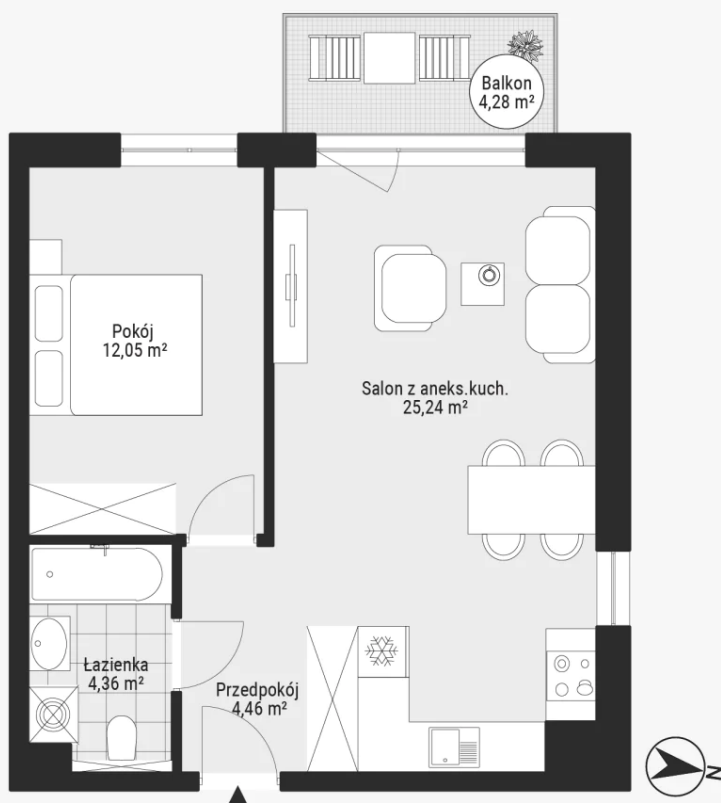 Balkon
4,28 m²
Pokój
12,05 m²
Salon z aneks.kuch.
25,24 m²
Łazienka
4,36 m²
Przedpokój
4,46 m²
N